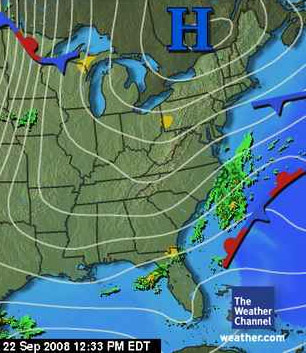 H
The
Weather
Channel
weather.com
22 Sep 2008 12:33 PM EDT